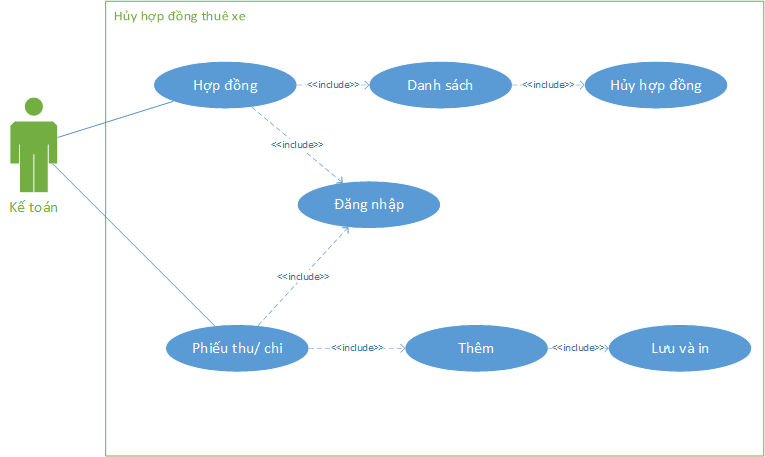 Hủy hợp đồng thuê xe
Hợp đồng
<<include>>
Danh sách
<<include>>
Hủy hợp đồng
<<include>>
Kế toán
Đăng nhập
<<include>>
Phiếu thu/ chi
<<include>>
Thêm
<<include>>
Lưu và in